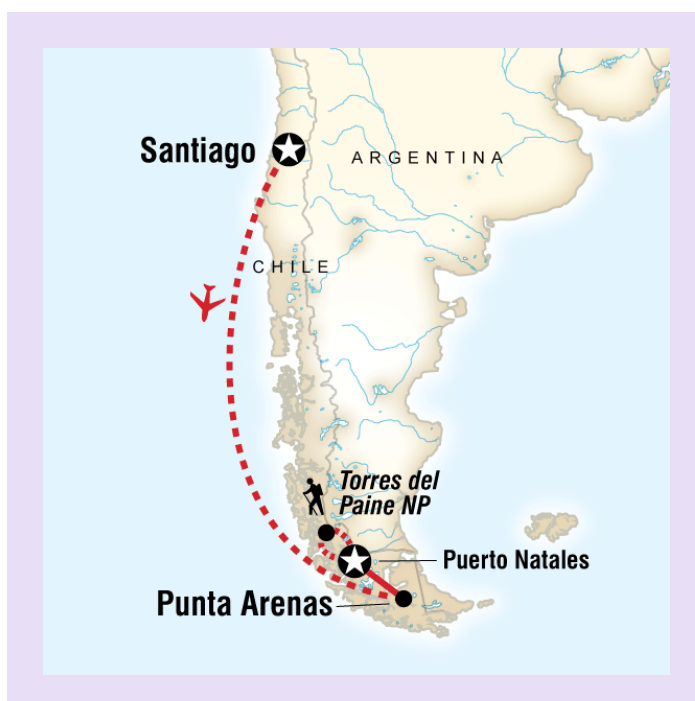 Santiago
ARGENTINA
CHILE
Torres del
Paine NP
Puerto Natales
Punta Arenas